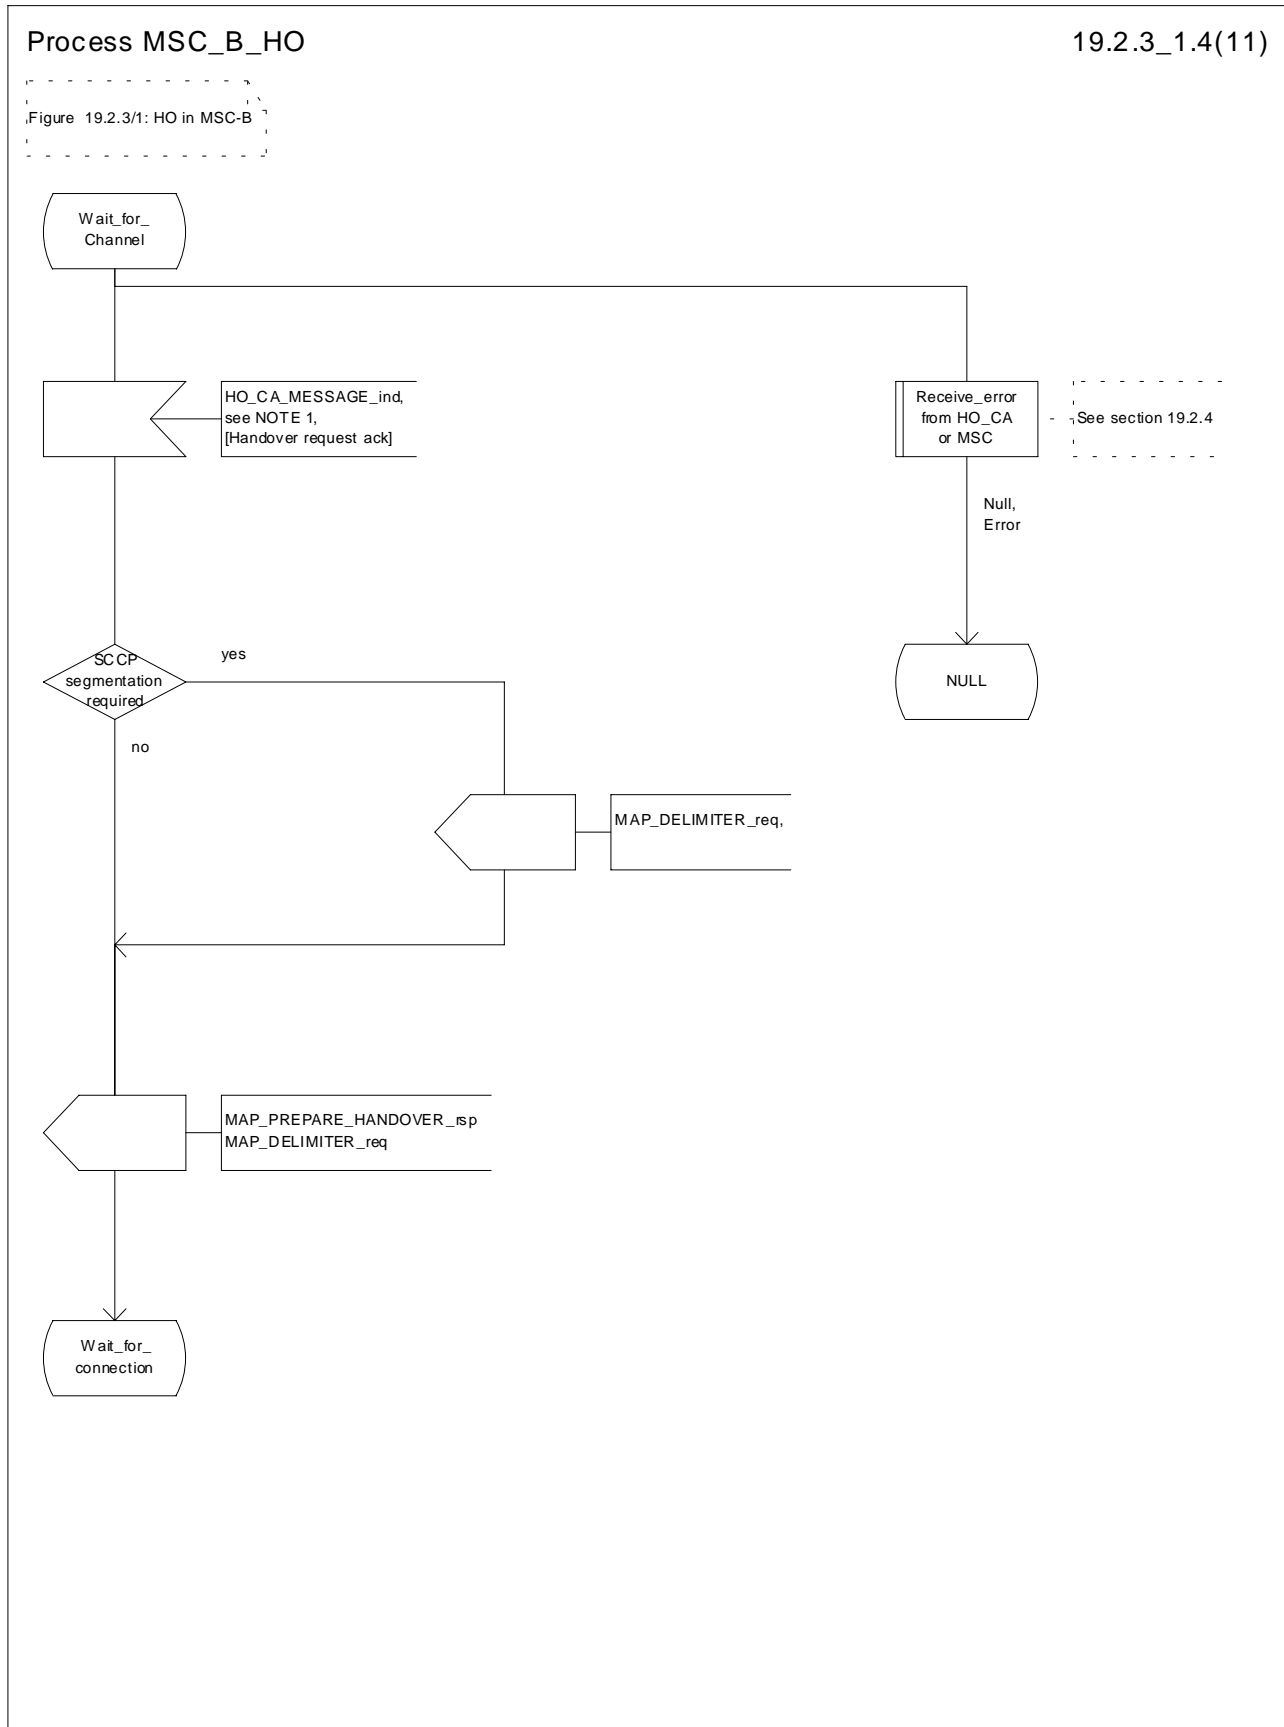 Process MSC_B_HO
19.2.3_1.4(11)
Figure 19.2.3/1: HO in MSC-B
Wait_for_
Channel
HO_CA_MESSAGE_ind,
see NOTE 1,
[Handover request ack]
Receive_error
from HO_CA
or MSC
See section 19.2.4
Null,
Error
SCCP
segmentation
required
yes
NULL
no
MAP_DELIMITER_req,
MAP_PREPARE_HANDOVER_rsp
MAP_DELIMITER_req
Wait_for_
connection